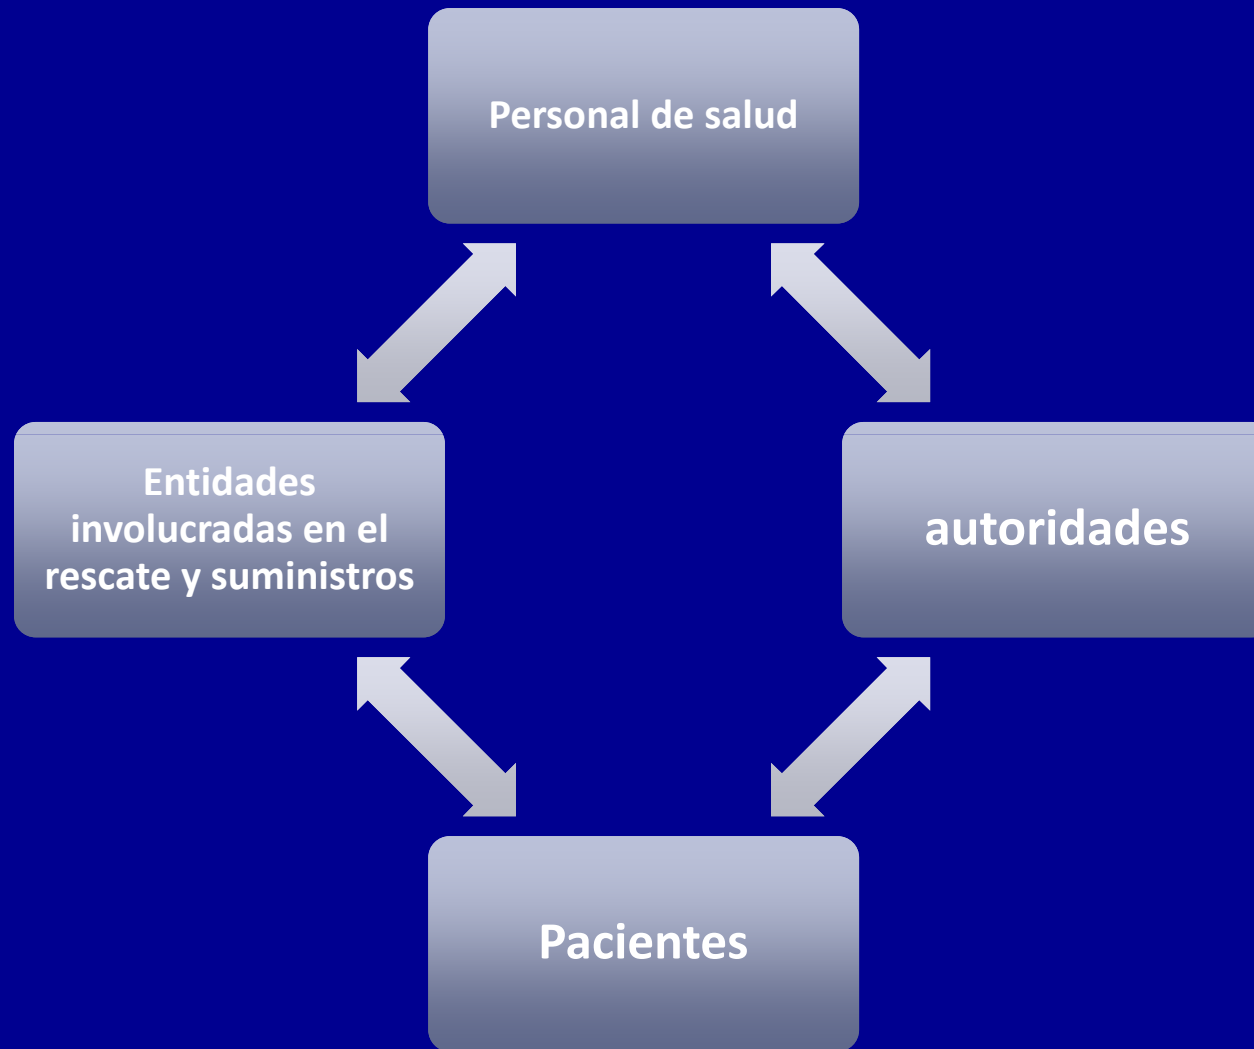 Personal de salud
Entidades
involucradas en el
rescate y suministros
autoridades
Pacientes